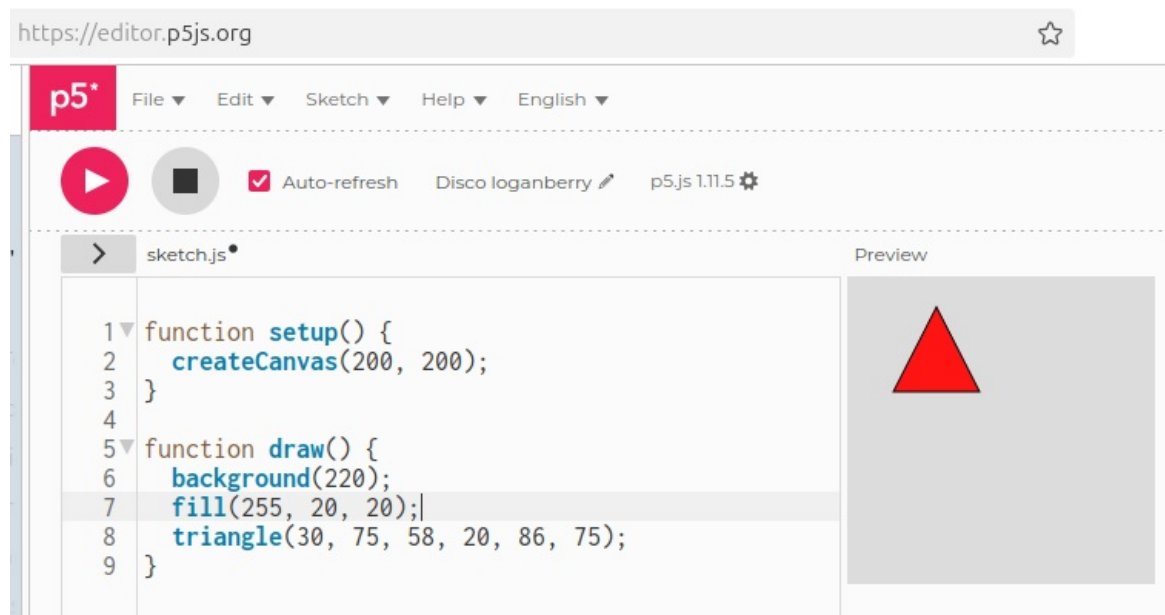 https://editor.p5js.org
p5* File ▼ Edit ▼ Sketch ▼ Help ▼ English ▼
Auto-refresh Disco loganberry p5.js 1.11.5
> sketch.js● Preview
1▼ function setup() {
2   createCanvas(200, 200);
3 }
4
5▼ function draw() {
6   background(220);
7   fill(255, 20, 20);
8   triangle(30, 75, 58, 20, 86, 75);
9 }